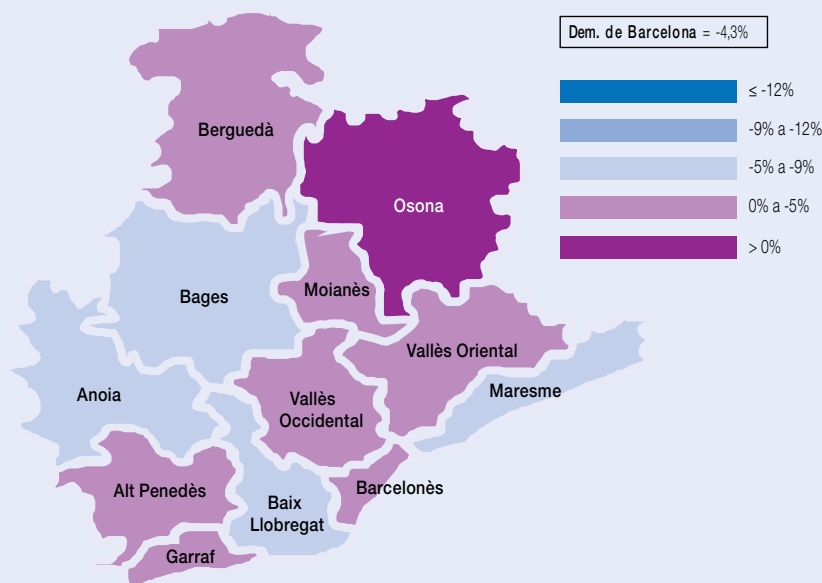 Dem. de Barcelona = -4,3%
≤ -12%
-9% a -12%
-5% a -9%
0% a -5%
> 0%
Berguedà
Osona
Bages
Moianès
Vallès Oriental
Anoia
Vallès
Occidental
Maresme
Alt Penedès
Barcelonès
Baix
Llobregat
Garraf